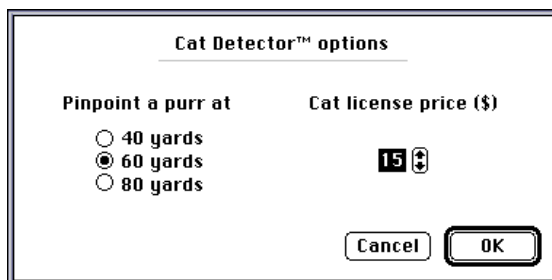 Cat Detector™ options
Pinpoint a purr at
40 yards
60 yards
80 yards
Cat license price ($)
15
Cancel
OK